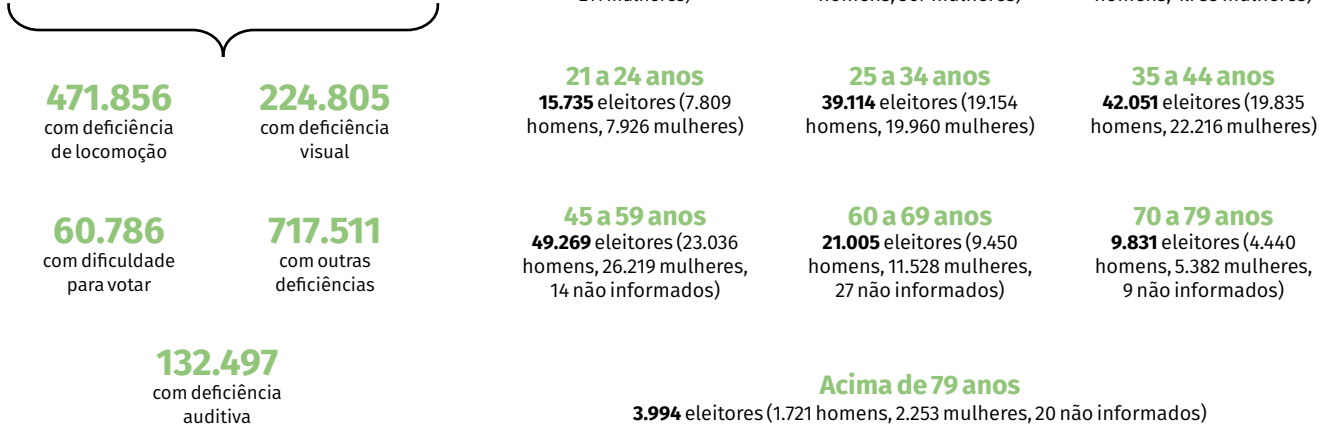 471.856
com deficiência
de locomoção
224.805
com deficiência
visual
60.786
com dificuldade
para votar
717.511
com outras
deficiências
132.497
com deficiência
auditiva
21 a 24 anos
15.735 eleitores (7.809
homens, 7.926 mulheres)
25 a 34 anos
39.114 eleitores (19.154
homens, 19.960 mulheres)
35 a 44 anos
42.051 eleitores (19.835
homens, 22.216 mulheres)
45 a 59 anos
49.269 eleitores (23.036
homens, 26.219 mulheres,
14 não informados)
60 a 69 anos
21.005 eleitores (9.450
homens, 11.528 mulheres,
27 não informados)
70 a 79 anos
9.831 eleitores (4.440
homens, 5.382 mulheres,
9 não informados)
Acima de 79 anos
3.994 eleitores (1.721 homens, 2.253 mulheres, 20 não informados)